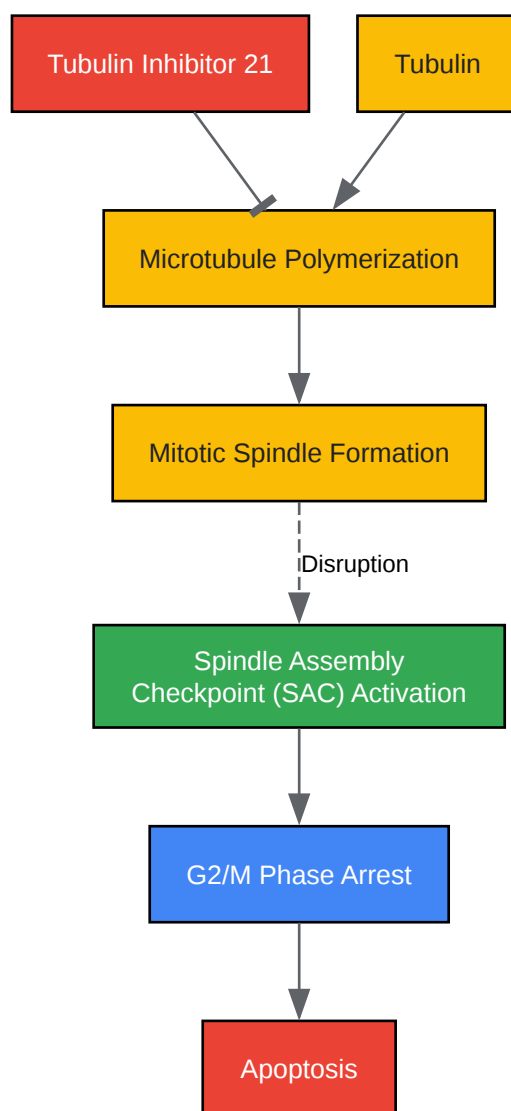 Tubulin Inhibitor 21
Tubulin
Microtubule Polymerization
Mitotic Spindle Formation
Disruption
Spindle Assembly
Checkpoint (SAC) Activation
G2/M Phase Arrest
Apoptosis